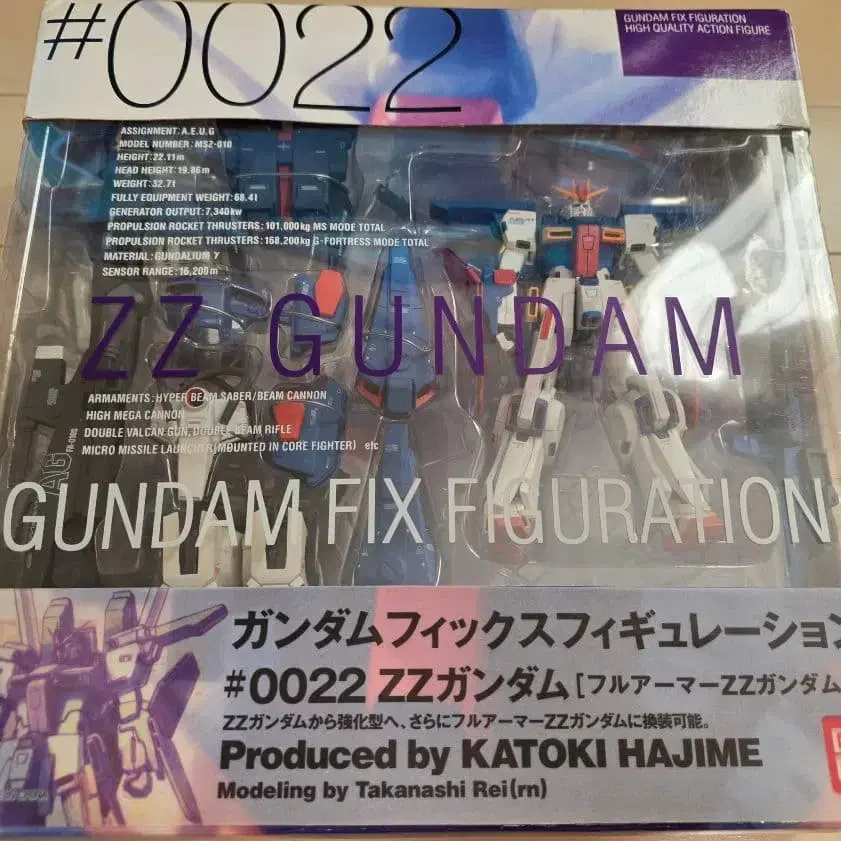 #0022
GUNDAM FIX FIGURATION
HIGH QUALITY ACTION FIGURE
ASSIGNMENT: A.E.U.G
MODEL NUMBER: MSZ-010
HEIGHT: 22.11m
HEAD HEIGHT: 19.86m
WEIGHT: 32.7t
FULLY EQUIPMENT WEIGHT: 68.4t
GENERATOR OUTPUT: 7,340kw
PROPULSION ROCKET THRUSTERS: 101,000kg MS MODE TOTAL
PROPULSION ROCKET THRUSTERS: 168,200kg G-FORTRESS MODE TOTAL
MATERIAL: GUNDALIUM γ
SENSOR RANGE: 16,200m
ZZ GUNDAM
ARMAMENTS: HYPER BEAM SABER/BEAM CANNON
HIGH MEGA CANNON
DOUBLE VALCAN GUN, DOUBLE BEAM RIFLE
MICRO MISSILE LAUNCHER(MOUNTED IN CORE FIGHTER) etc
GUNDAM FIX FIGURATION
ガンダムフィックスフィギュレーション
#0022 ZZガンダム[フルアーマーZZガンダム
ZZガンダムから強化型へ、さらにフルアーマーZZガンダムに換装可能。
Produced by KATOKI HAJIME
Modeling by Takanashi Rei(rn)